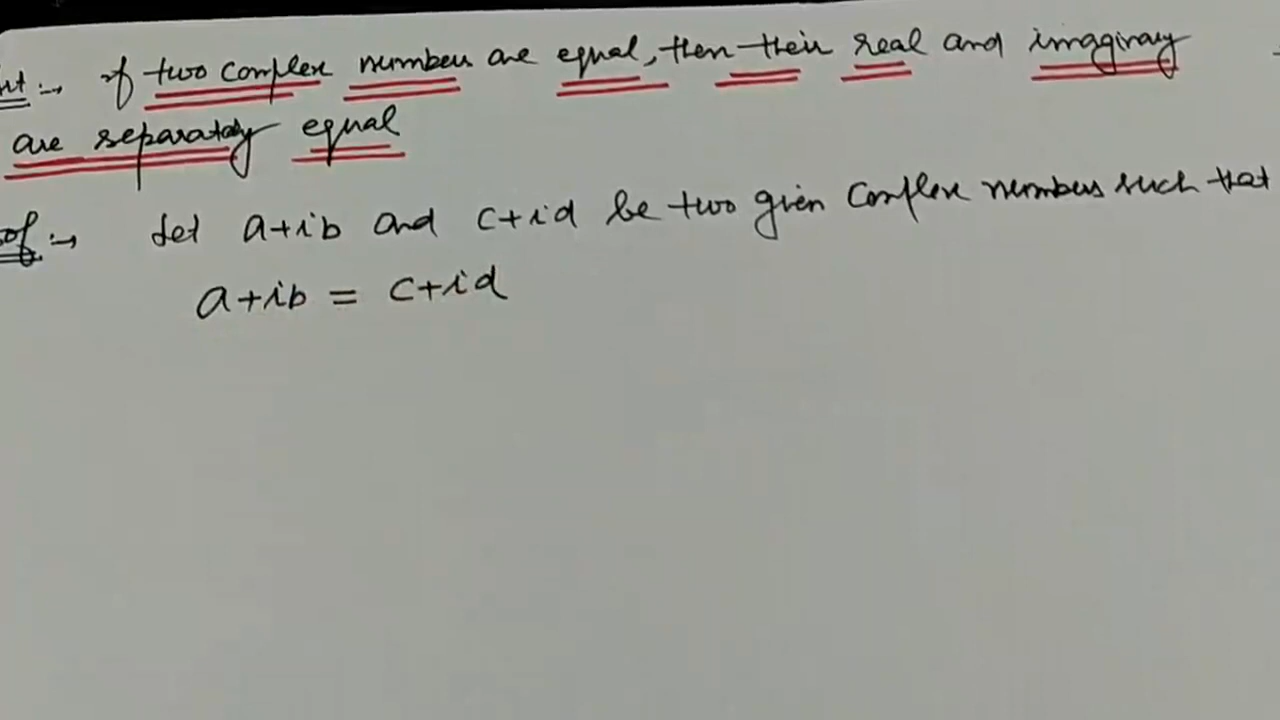 nt :→ If two complex numbers are equal, then their real and imaginary
are separately equal
of :→ Let a+ib and c+id be two given complex numbers such that
a+ib = c+id